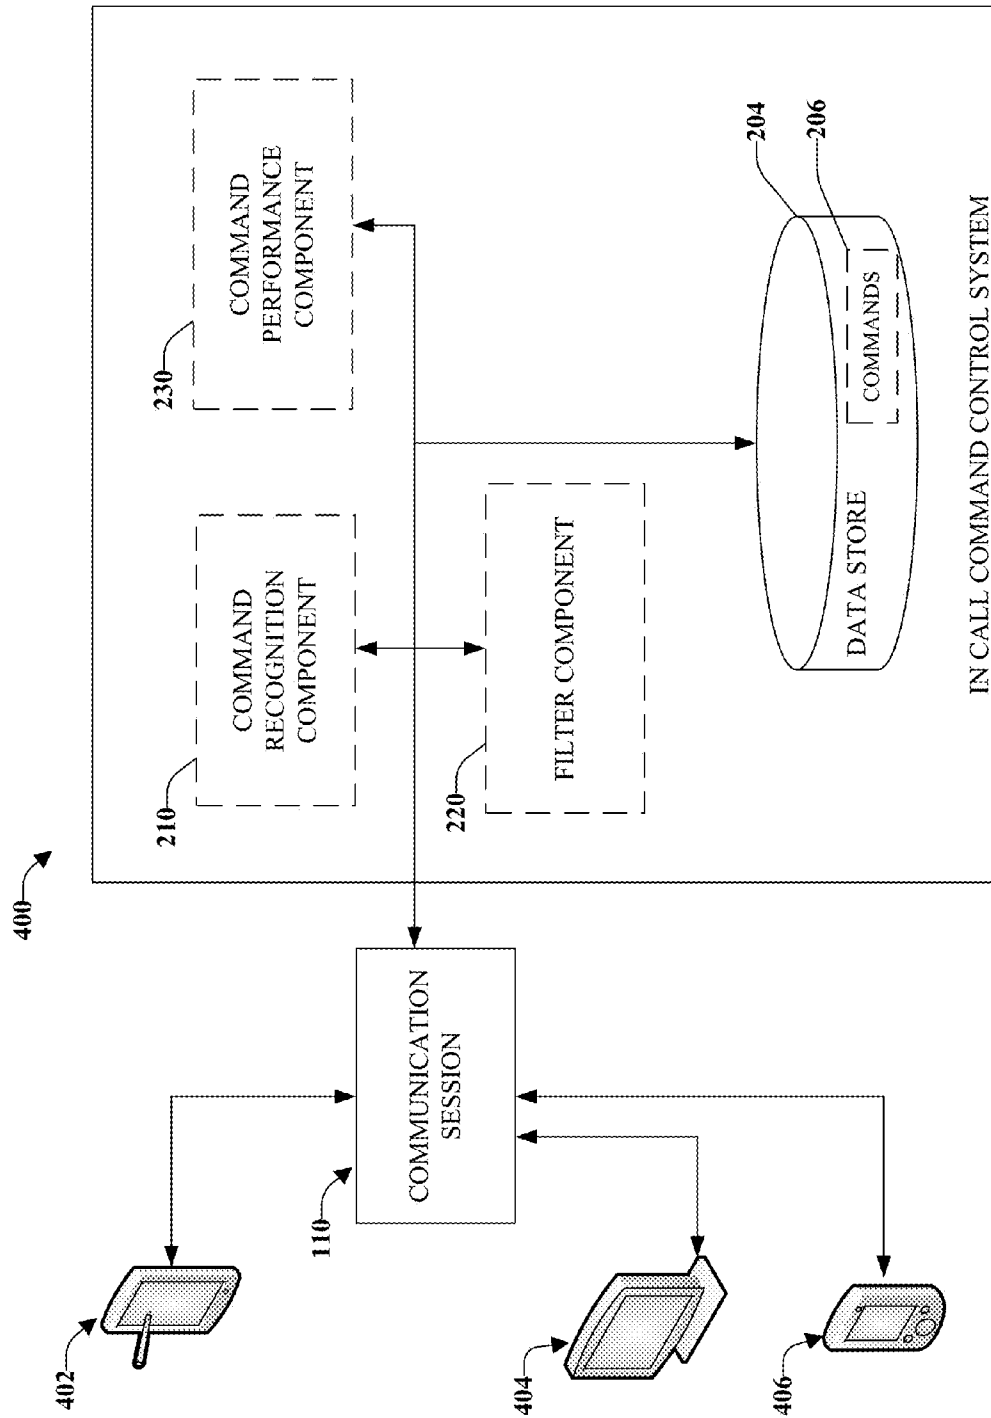 400
402
404
406
110
COMMUNICATION
SESSION
210
COMMAND
RECOGNITION
COMPONENT
230
COMMAND
PERFORMANCE
COMPONENT
220
FILTER COMPONENT
204
206
DATA STORE
COMMANDS
IN CALL COMMAND CONTROL SYSTEM